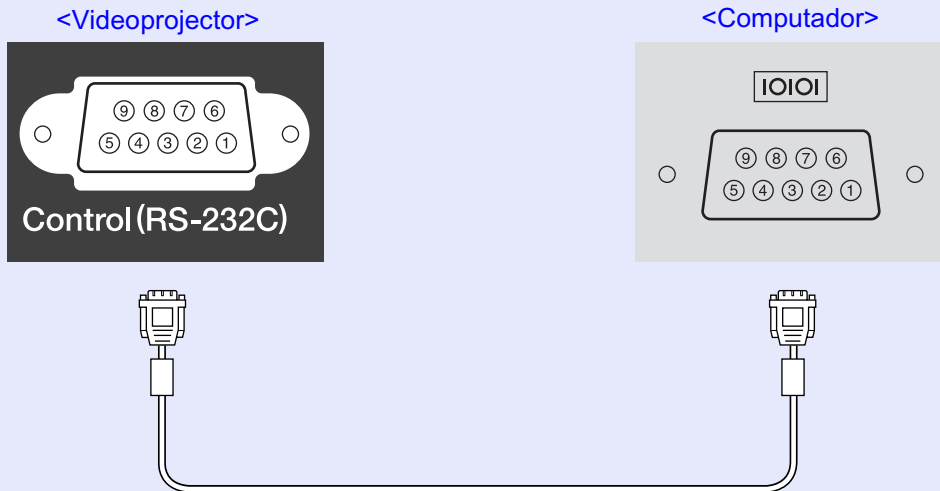 <Videoprojector>
<Computador>
⑨ ⑧ ⑦ ⑥
⑤ ④ ③ ② ①
Control (RS-232C)
IOIOI
⑨ ⑧ ⑦ ⑥
⑤ ④ ③ ② ①